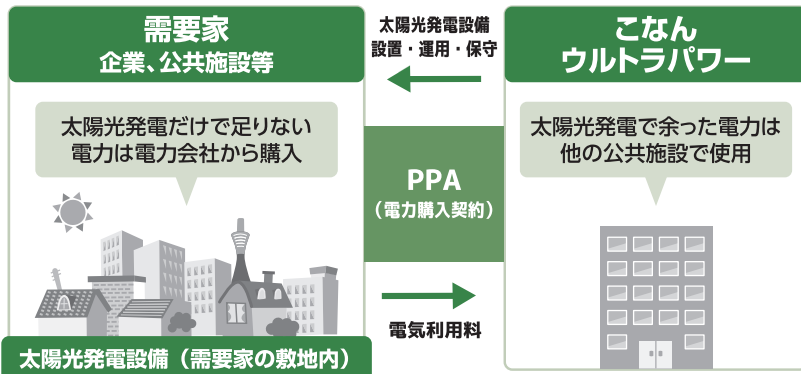 需要家
企業、公共施設等
太陽光発電だけで足りない
電力は電力会社から購入
太陽光発電設備（需要家の敷地内）
太陽光発電設備
設置・運用・保守
PPA
（電力購入契約）
電気利用料
こなん
ウルトラパワー
太陽光発電で余った電力は
他の公共施設で使用